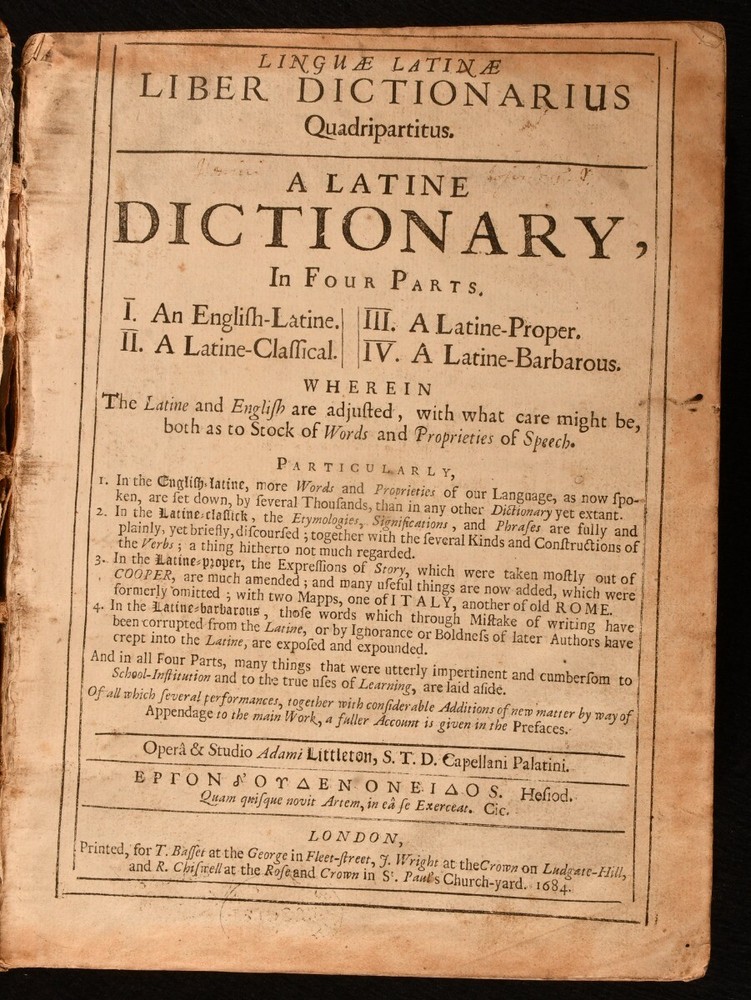 LINGUÆ LATINÆ
LIBER DICTIONARIUS
Quadripartitus.
A LATINE
DICTIONARY,
In FOUR PARTS.
I. An Engliſh-Latine. III. A Latine-Proper.
II. A Latine-Claſſical. IV. A Latine-Barbarous.
WHEREIN
The Latine and Engliſh are adjuſted, with what care might be,
both as to Stock of Words and Proprieties of Speech.
PARTICULARLY,
1. In the Engliſh-latine, more Words and Proprieties of our Language, as now ſpo-
ken, are ſet down, by ſeveral Thouſands, than in any other Dictionary yet extant.
2. In the Latine-claſſick, the Etymologies, Significations, and Phraſes are fully and
plainly, yet briefly, diſcourſed; together with the ſeveral Kinds and Conſtructions of
the Verbs; a thing hitherto not much regarded.
3. In the Latine-proper, the Expreſſions of Story, which were taken moſtly out of
COOPER, are much amended; and many uſeful things are now added, which were
formerly omitted; with two Mapps, one of ITALY, another of old ROME.
4. In the Latine-barbarous, thoſe words which through Miſtake of writing have
been corrupted from the Latine, or by Ignorance or Boldneſs of later Authors have
crept into the Latine, are expoſed and expounded.
And in all Four Parts, many things that were utterly impertinent and cumberſom to
School-Inſtitution and to the true uſes of Learning, are laid aſide.
Of all which ſeveral performances, together with conſiderable Additions of new matter by way of
Appendage to the main Work, a fuller Account is given in the Prefaces.
Operâ & Studio Adami Littleton, S. T. D. Capellani Palatini.
ΕΡΓΟΝ δ' ΟΥΔΕΝ ΟΝΕΙΔΟS. Heſiod.
Quam quiſque novit Artem, in eâ ſe Exerceat. Cic.
LONDON,
Printed, for T. Baſſet at the George in Fleet-ſtreet, J. Wright at the Crown on Ludgate-Hill,
and R. Chiſwell at the Roſe and Crown in St. Paul's Church-yard. 1684.